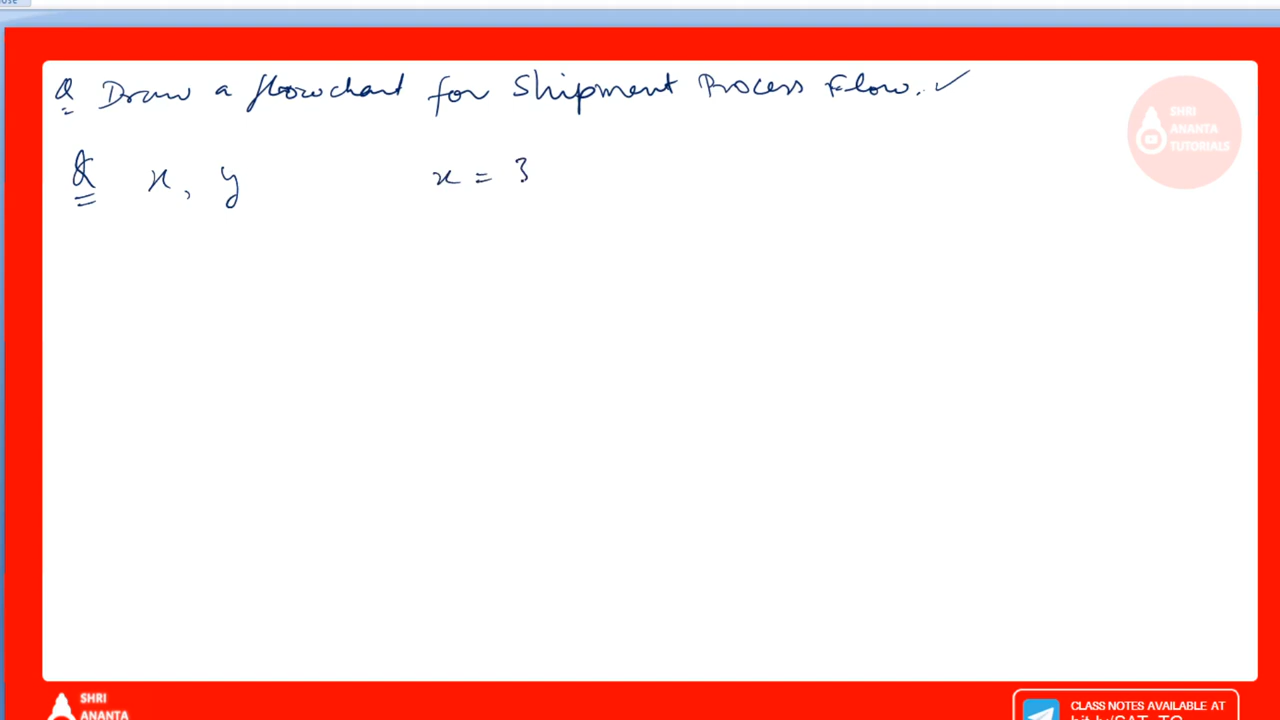 Q Draw a flowchart for Shipment Process Flow. ✓
SHRI
ANANTA
TUTORIALS
Q x, y x = 3
SHRI
ANANTA
CLASS NOTES AVAILABLE AT